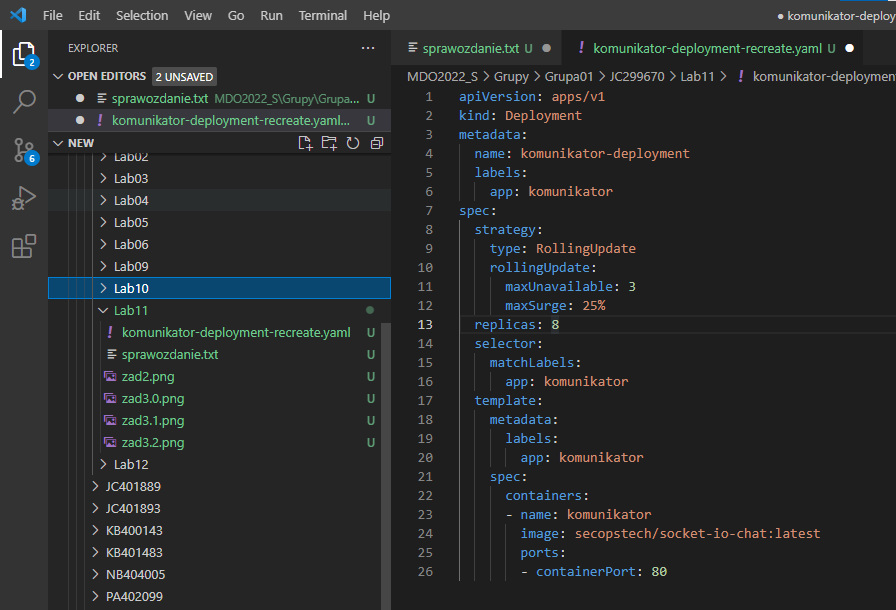 File Edit Selection View Go Run Terminal Help ● komunikator-deploy
EXPLORER ...
OPEN EDITORS 2 UNSAVED
sprawozdanie.txt MDO2022_S\Grupy\Grupa... U
! komunikator-deployment-recreate.yaml... U
NEW
Lab02
Lab03
Lab04
Lab05
Lab06
Lab09
Lab10
Lab11
! komunikator-deployment-recreate.yaml U
sprawozdanie.txt U
zad2.png U
zad3.0.png U
zad3.1.png U
zad3.2.png U
Lab12
JC401889
JC401893
KB400143
KB401483
NB404005
PA402099
2
6
sprawozdanie.txt U ● ! komunikator-deployment-recreate.yaml U ●
MDO2022_S > Grupy > Grupa01 > JC299670 > Lab11 > ! komunikator-deploymen
1 apiVersion: apps/v1
2 kind: Deployment
3 metadata:
4   name: komunikator-deployment
5   labels:
6     app: komunikator
7 spec:
8   strategy:
9     type: RollingUpdate
10     rollingUpdate:
11       maxUnavailable: 3
12       maxSurge: 25%
13   replicas: 8
14   selector:
15     matchLabels:
16       app: komunikator
17   template:
18     metadata:
19       labels:
20         app: komunikator
21     spec:
22       containers:
23       - name: komunikator
24         image: secopstech/socket-io-chat:latest
25         ports:
26         - containerPort: 80